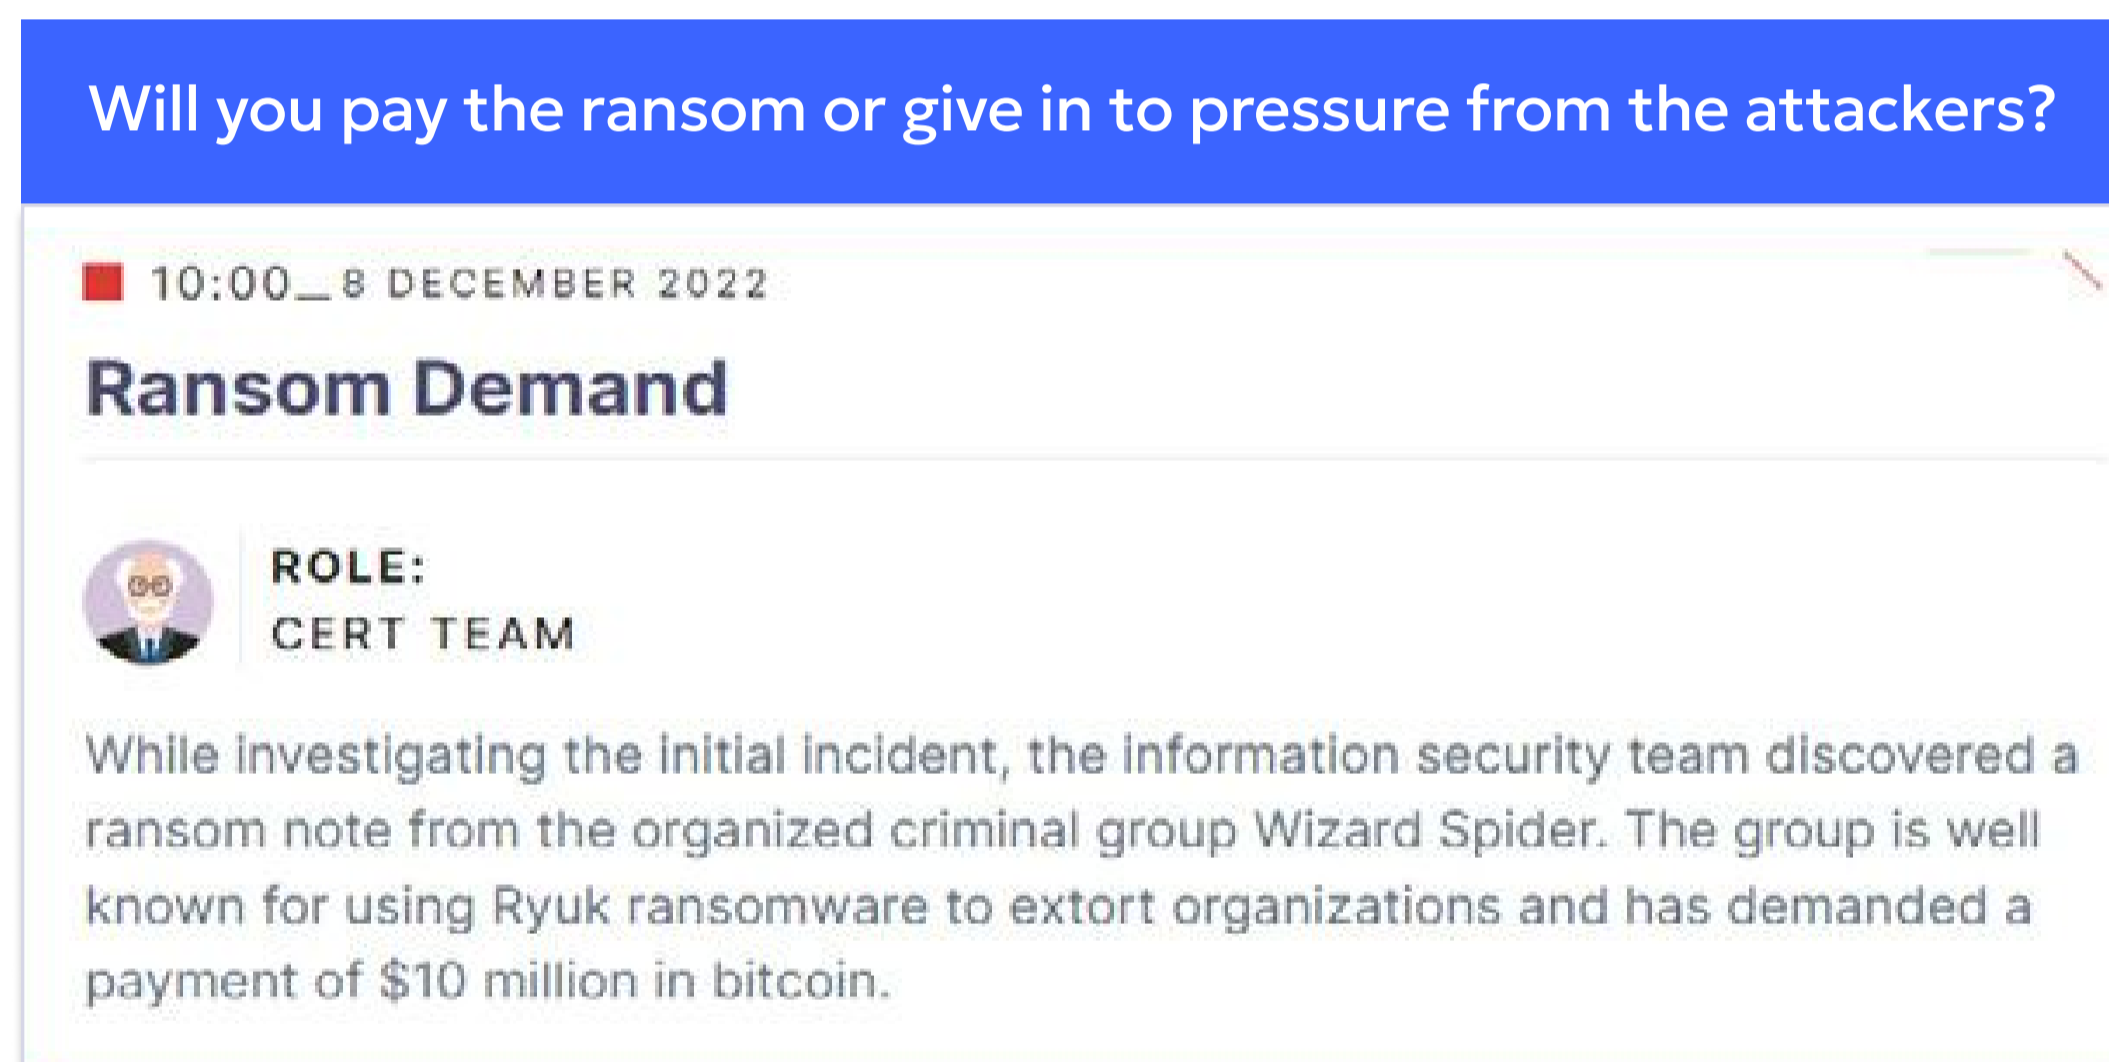 Will you pay the ransom or give in to pressure from the attackers?
10:00_8 DECEMBER 2022
Ransom Demand
ROLE:
CERT TEAM
While investigating the initial incident, the information security team discovered a
ransom note from the organized criminal group Wizard Spider. The group is well
known for using Ryuk ransomware to extort organizations and has demanded a
payment of $10 million in bitcoin.